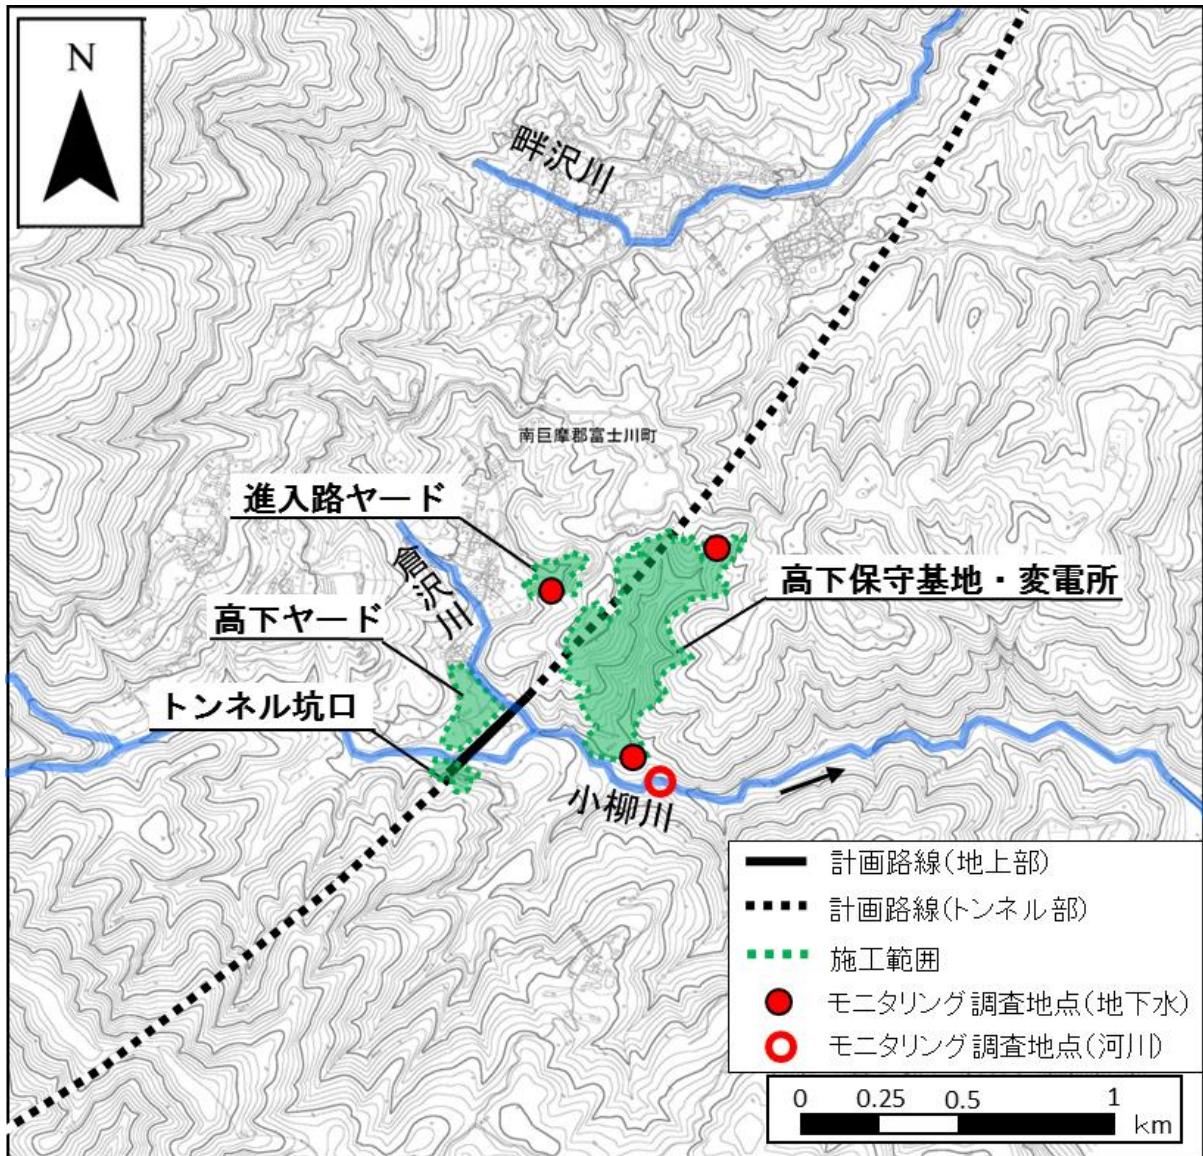 N
畔沢川
南巨摩郡富士川町
進入路ヤード
倉沢川
高下保守基地・変電所
高下ヤード
トンネル坑口
小柳川
計画路線(地上部)
計画路線(トンネル部)
施工範囲
モニタリング調査地点(地下水)
モニタリング調査地点(河川)
0 0.25 0.5 1
km